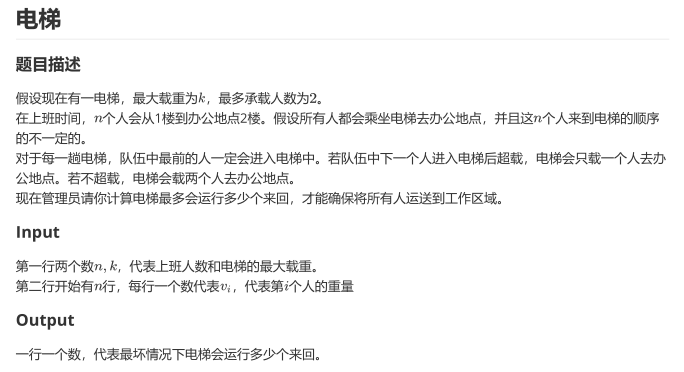 电梯
题目描述
假设现在有一电梯，最大载重为k，最多承载人数为2。
在上班时间，n个人会从1楼到办公地点2楼。假设所有人都会乘坐电梯去办公地点，并且这n个人来到电梯的顺序
的不一定的。
对于每一趟电梯，队伍中最前的人一定会进入电梯中。若队伍中下一个人进入电梯后超载，电梯会只载一个人去办
公地点。若不超载，电梯会载两个人去办公地点。
现在管理员请你计算电梯最多会运行多少个来回，才能确保将所有人运送到工作区域。
Input
第一行两个数n, k，代表上班人数和电梯的最大载重。
第二行开始有n行，每行一个数代表v_i，代表第i个人的重量
Output
一行一个数，代表最坏情况下电梯会运行多少个来回。